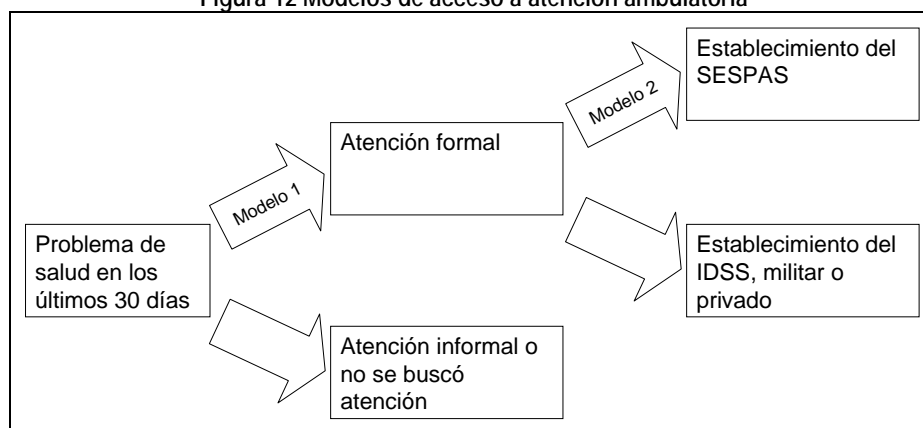 Figura 12 Modelos de acceso a atención ambulatoria
Establecimiento del
SESPAS
Modelo 2
Atención formal
Modelo 1
Problema de
salud en los
últimos 30 días
Establecimiento del
IDSS, militar o
privado
Atención informal o
no se buscó
atención